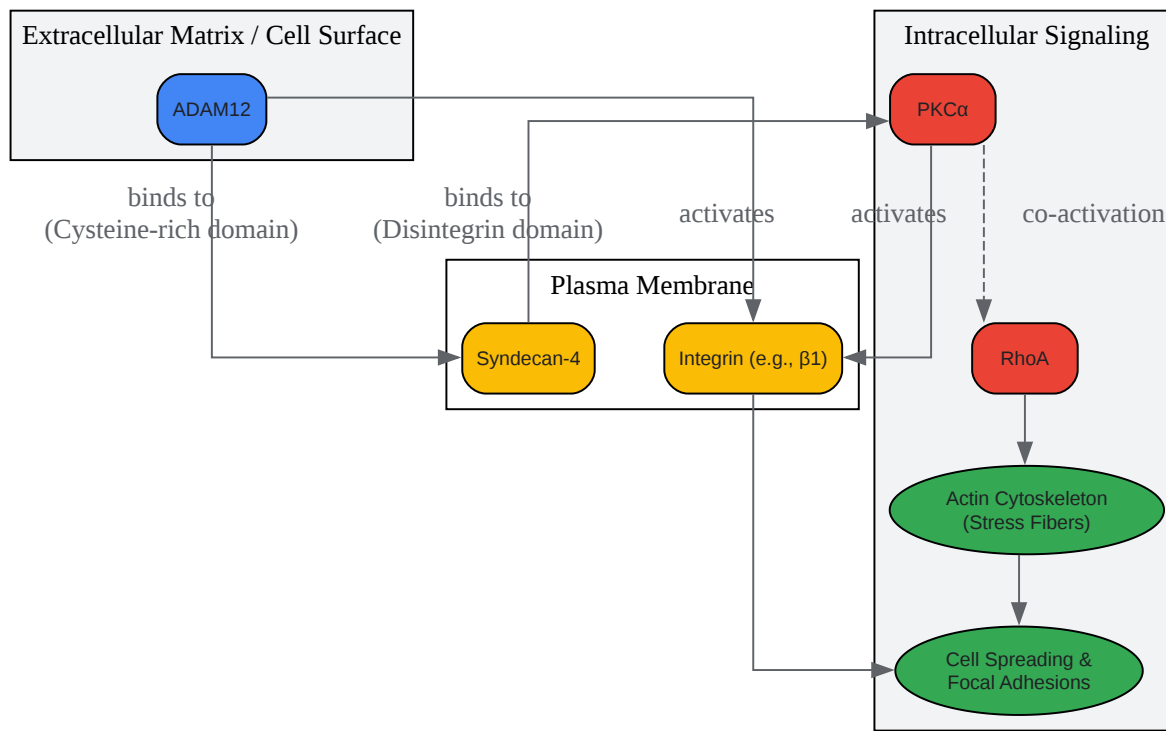 Extracellular Matrix / Cell Surface
Intracellular Signaling
ADAM12
PKCα
binds to
(Cysteine-rich domain)
binds to
(Disintegrin domain)
activates
activates
co-activation
Plasma Membrane
Syndecan-4
Integrin (e.g., β1)
RhoA
Actin Cytoskeleton
(Stress Fibers)
Cell Spreading &
Focal Adhesions